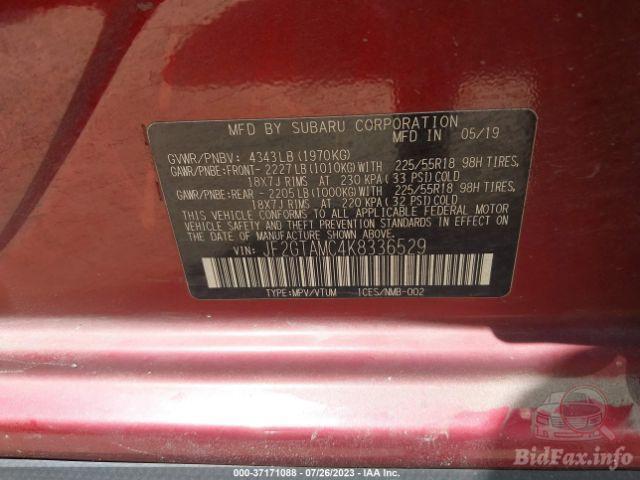 MFD BY SUBARU CORPORATION
MFD IN 05/19
GVWR/PNBV: 4343LB(1970KG)
GAWR/PNBE:FRONT- 2227LB(1010KG)WITH 225/55R18 98H TIRES,
18X7J RIMS AT 230 KPA(33 PSI)COLD
GAWR/PNBE:REAR - 2205LB(1000KG)WITH 225/55R18 98H TIRES,
18X7J RIMS AT 220 KPA(32 PSI)COLD
THIS VEHICLE CONFORMS TO ALL APPLICABLE FEDERAL MOTOR
VEHICLE SAFETY AND BUMPER STANDARDS IN EFFECT ON
THE DATE OF MANUFACTURE SHOWN ABOVE.
VIN: JF2GTAMC4K8336529
TYPE:MPV/VTUM ICES/NMB-002
BidFax.info
000-37171088 - 07/26/2023 - IAA Inc.